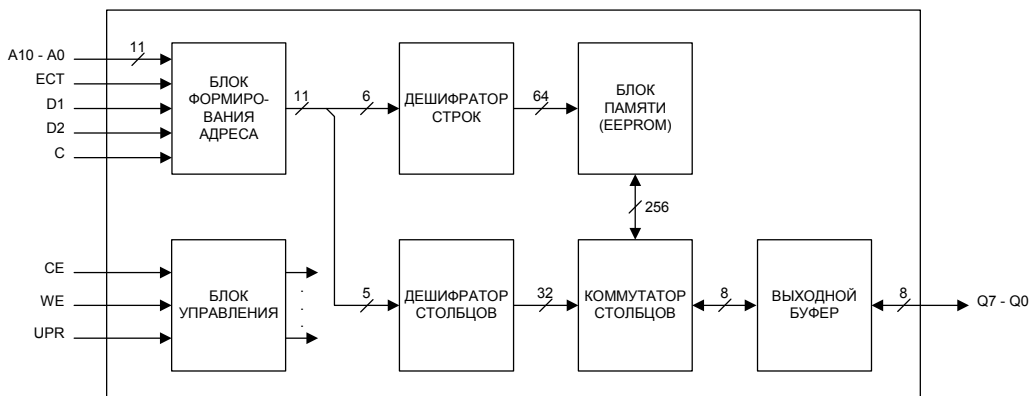 A10 - A0
11
ECT
D1
D2
C
БЛОК
ФОРМИРО-
ВАНИЯ
АДРЕСА
11
6
ДЕШИФРАТОР
СТРОК
64
БЛОК
ПАМЯТИ
(EEPROM)
256
CE
WE
UPR
БЛОК
УПРАВЛЕНИЯ
5
ДЕШИФРАТОР
СТОЛБЦОВ
32
КОММУТАТОР
СТОЛБЦОВ
8
ВЫХОДНОЙ
БУФЕР
8
Q7 - Q0